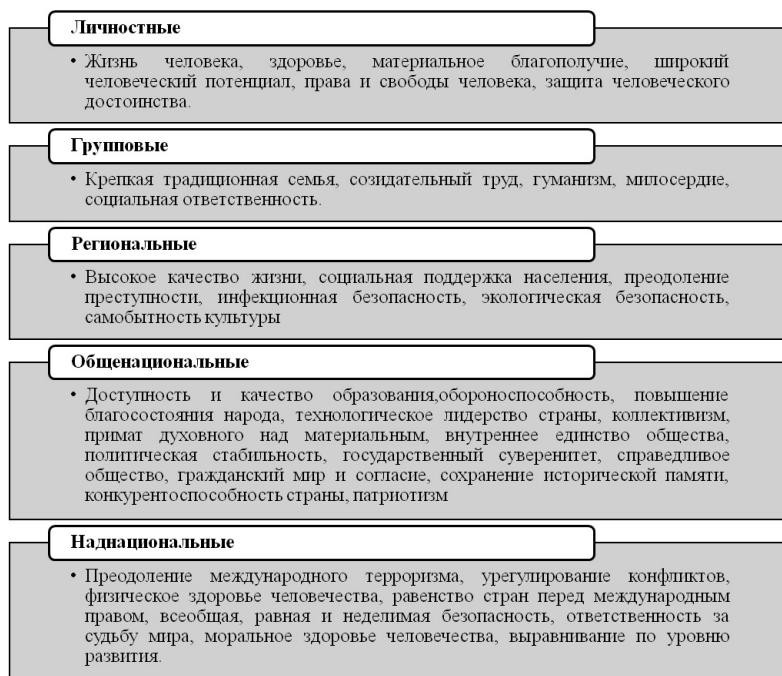 Личностные
• Жизнь человека, здоровье, материальное благополучие, широкий
человеческий потенциал, права и свободы человека, защита человеческого
достоинства.
Групповые
• Крепкая традиционная семья, созидательный труд, гуманизм, милосердие,
социальная ответственность.
Региональные
• Высокое качество жизни, социальная поддержка населения, преодоление
преступности, инфекционная безопасность, экологическая безопасность,
самобытность культуры
Общенациональные
• Доступность и качество образования,обороноспособность, повышение
благосостояния народа, технологическое лидерство страны, коллективизм,
примат духовного над материальным, внутреннее единство общества,
политическая стабильность, государственный суверенитет, справедливое
общество, гражданский мир и согласие, сохранение исторической памяти,
конкурентоспособность страны, патриотизм
Наднациональные
• Преодоление международного терроризма, урегулирование конфликтов,
физическое здоровье человечества, равенство стран перед международным
правом, всеобщая, равная и неделимая безопасность, ответственность за
судьбу мира, моральное здоровье человечества, выравнивание по уровню
развития.